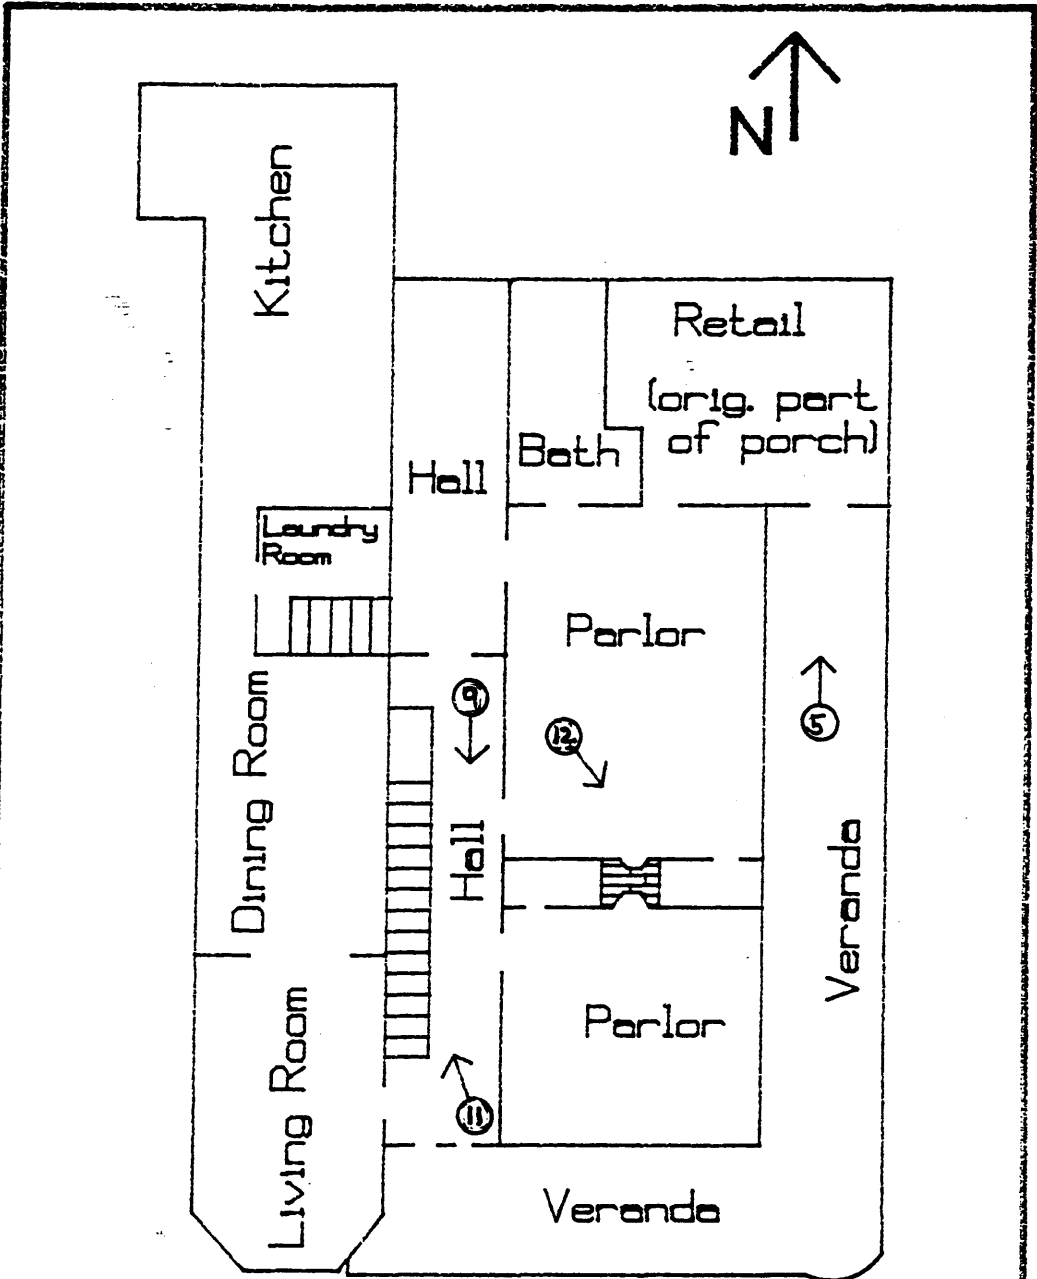 N
Kitchen
Retail
(orig. part
of porch)
Bath
Hall
Laundry
Room
Parlor
9
12
5
Dining Room
Hall
Veranda
Parlor
Living Room
11
Veranda